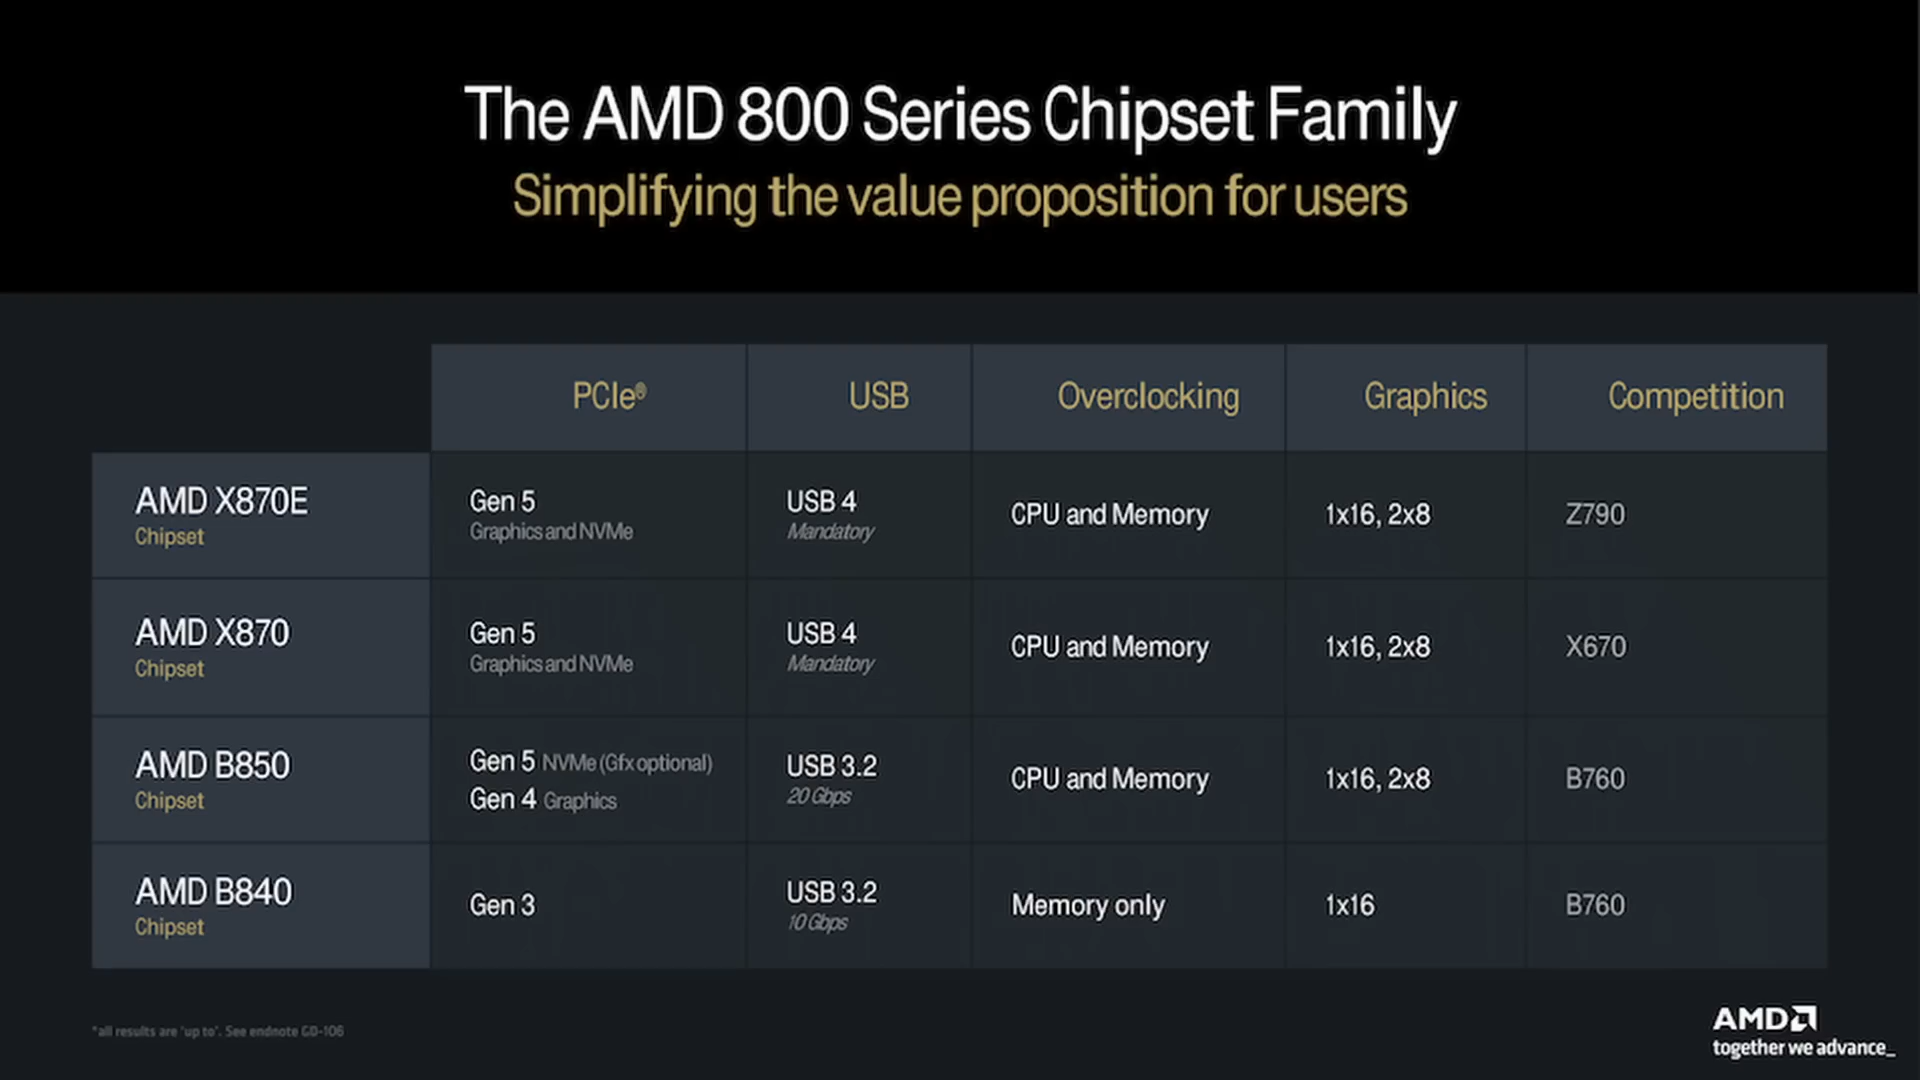 The AMD 800 Series Chipset Family
Simplifying the value proposition for users
PCIe® USB Overclocking Graphics Competition
AMD X870E
Chipset
Gen 5
Graphics and NVMe
USB 4
Mandatory
CPU and Memory
1x16, 2x8
Z790
AMD X870
Chipset
Gen 5
Graphics and NVMe
USB 4
Mandatory
CPU and Memory
1x16, 2x8
X670
AMD B850
Chipset
Gen 5 NVMe (Gfx optional)
Gen 4 Graphics
USB 3.2
20 Gbps
CPU and Memory
1x16, 2x8
B760
AMD B840
Chipset
Gen 3
USB 3.2
10 Gbps
Memory only
1x16
B760
*all results are 'up to'. See endnote GD-106
AMD
together we advance_